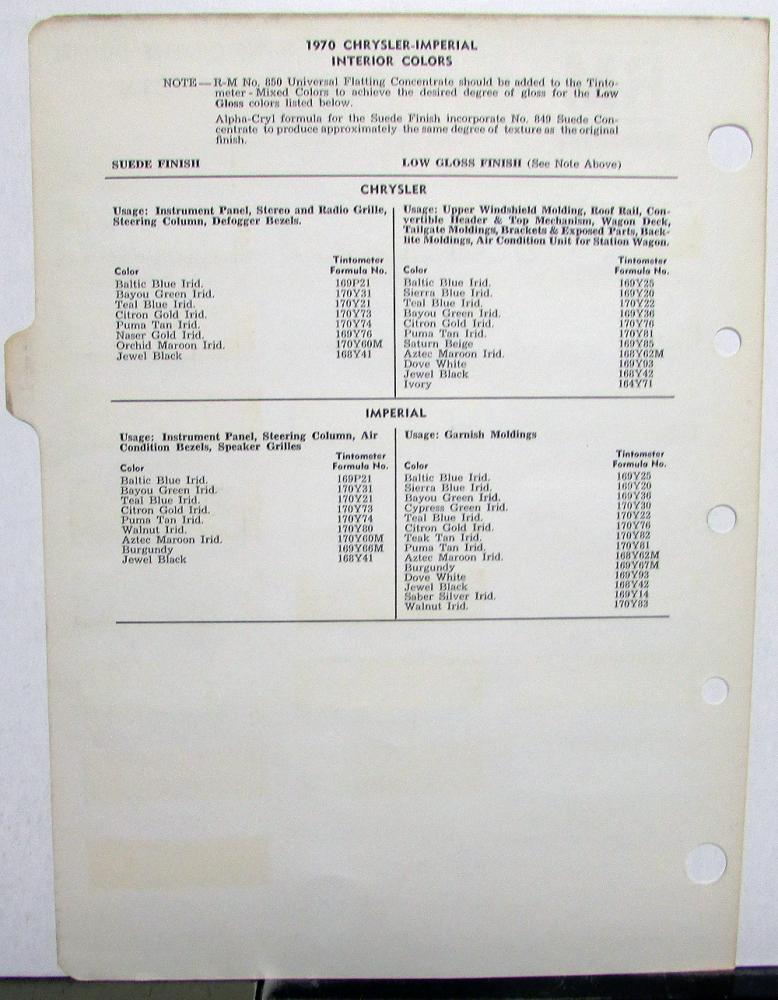 1970 CHRYSLER-IMPERIAL
INTERIOR COLORS
NOTE — R-M No. 850 Universal Flatting Concentrate should be added to the Tinto-
meter - Mixed Colors to achieve the desired degree of gloss for the Low
Gloss colors listed below.
Alpha-Cryl formula for the Suede Finish incorporate No. 849 Suede Con-
centrate to produce approximately the same degree of texture as the original
finish.
SUEDE FINISH
LOW GLOSS FINISH (See Note Above)
CHRYSLER
Usage: Instrument Panel, Stereo and Radio Grille,
Steering Column, Defogger Bezels.
Tintometer
Color Formula No.
Baltic Blue Irid. 169P21
Bayou Green Irid. 170Y31
Teal Blue Irid. 170Y21
Citron Gold Irid. 170Y73
Puma Tan Irid. 170Y74
Naser Gold Irid. 169Y76
Orchid Maroon Irid. 170Y60M
Jewel Black 168Y41
Usage: Upper Windshield Molding, Roof Rail, Con-
vertible Header & Top Mechanism, Wagon Deck,
Tailgate Moldings, Brackets & Exposed Parts, Back-
lite Moldings, Air Condition Unit for Station Wagon.
Tintometer
Color Formula No.
Baltic Blue Irid. 169Y25
Sierra Blue Irid. 169Y20
Teal Blue Irid. 170Y22
Bayou Green Irid. 169Y36
Citron Gold Irid. 170Y76
Puma Tan Irid. 170Y81
Saturn Beige 169Y85
Aztec Maroon Irid. 168Y62M
Dove White 169Y93
Jewel Black 168Y42
Ivory 164Y71
IMPERIAL
Usage: Instrument Panel, Steering Column, Air
Condition Bezels, Speaker Grilles
Tintometer
Color Formula No.
Baltic Blue Irid. 169P21
Bayou Green Irid. 170Y31
Teal Blue Irid. 170Y21
Citron Gold Irid. 170Y73
Puma Tan Irid. 170Y74
Walnut Irid. 170Y80
Aztec Maroon Irid. 170Y60M
Burgundy 169Y66M
Jewel Black 168Y41
Usage: Garnish Moldings
Tintometer
Color Formula No.
Baltic Blue Irid. 169Y25
Sierra Blue Irid. 169Y20
Bayou Green Irid. 169Y36
Cypress Green Irid. 170Y30
Teal Blue Irid. 170Y22
Citron Gold Irid. 170Y76
Teak Tan Irid. 170Y82
Puma Tan Irid. 170Y81
Aztec Maroon Irid. 168Y62M
Burgundy 169Y67M
Dove White 169Y93
Jewel Black 168Y42
Saber Silver Irid. 169Y14
Walnut Irid. 170Y83